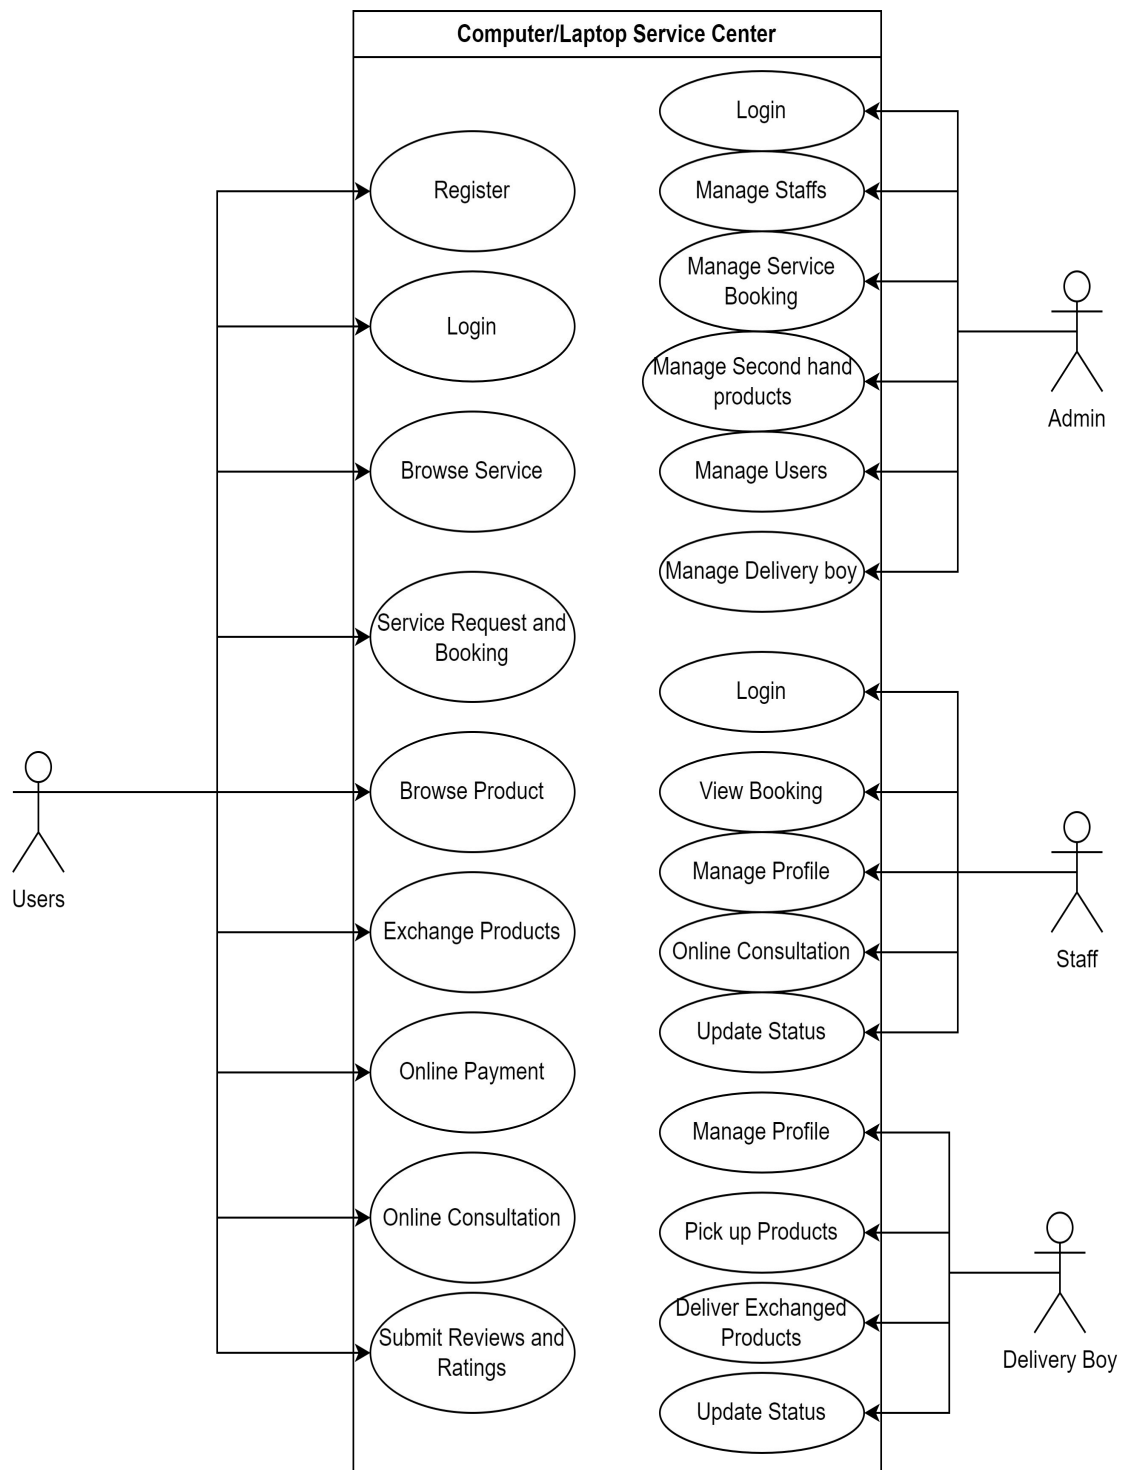 Computer/Laptop Service Center
Register
Login
Browse Service
Service Request and
Booking
Browse Product
Exchange Products
Online Payment
Online Consultation
Submit Reviews and
Ratings
Users
Login
Manage Staffs
Manage Service
Booking
Manage Second hand
products
Manage Users
Manage Delivery boy
Admin
Login
View Booking
Manage Profile
Online Consultation
Update Status
Staff
Manage Profile
Pick up Products
Deliver Exchanged
Products
Update Status
Delivery Boy